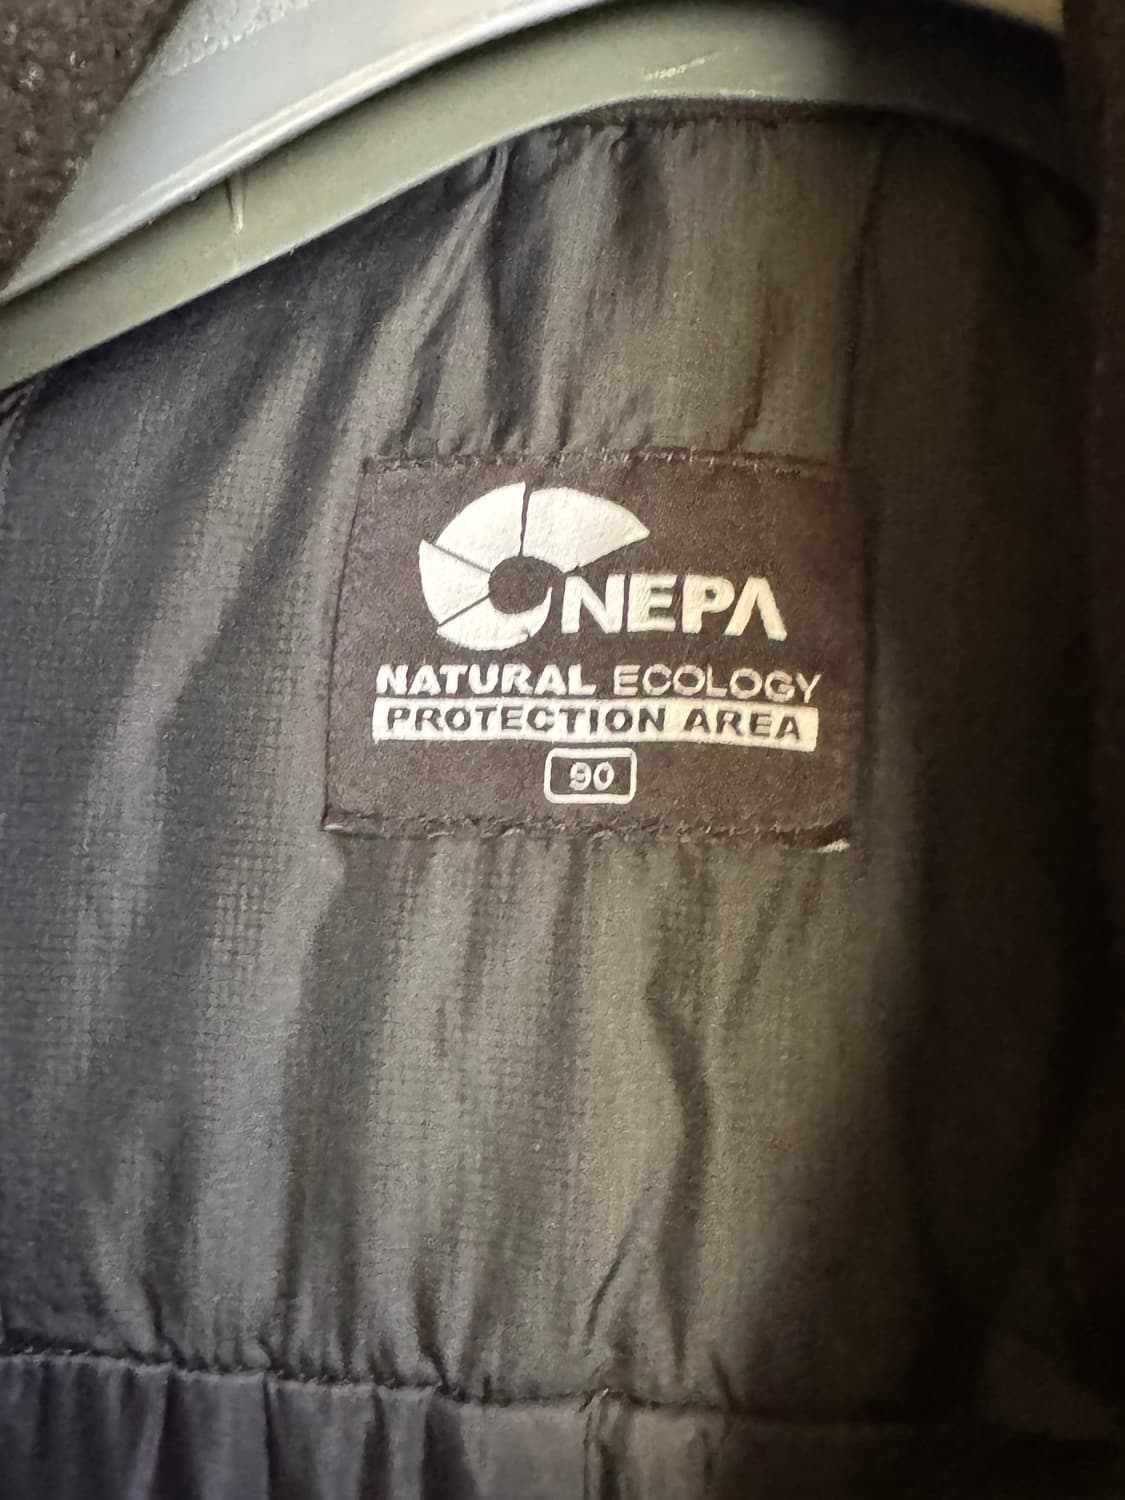 NEPA
NATURAL ECOLOGY
PROTECTION AREA
90